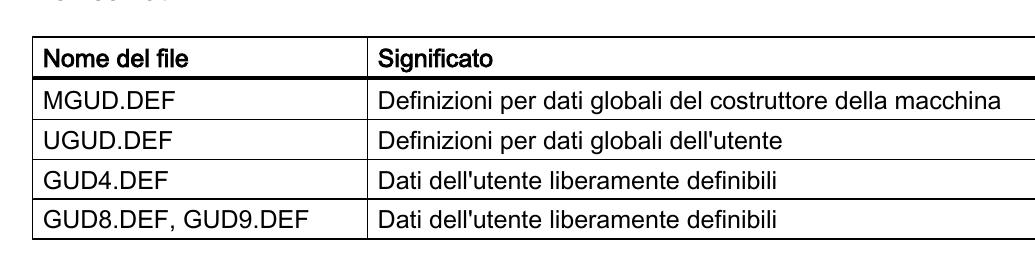 Nome del file Significato
MGUD.DEF Definizioni per dati globali del costruttore della macchina
UGUD.DEF Definizioni per dati globali dell'utente
GUD4.DEF Dati dell'utente liberamente definibili
GUD8.DEF, GUD9.DEF Dati dell'utente liberamente definibili